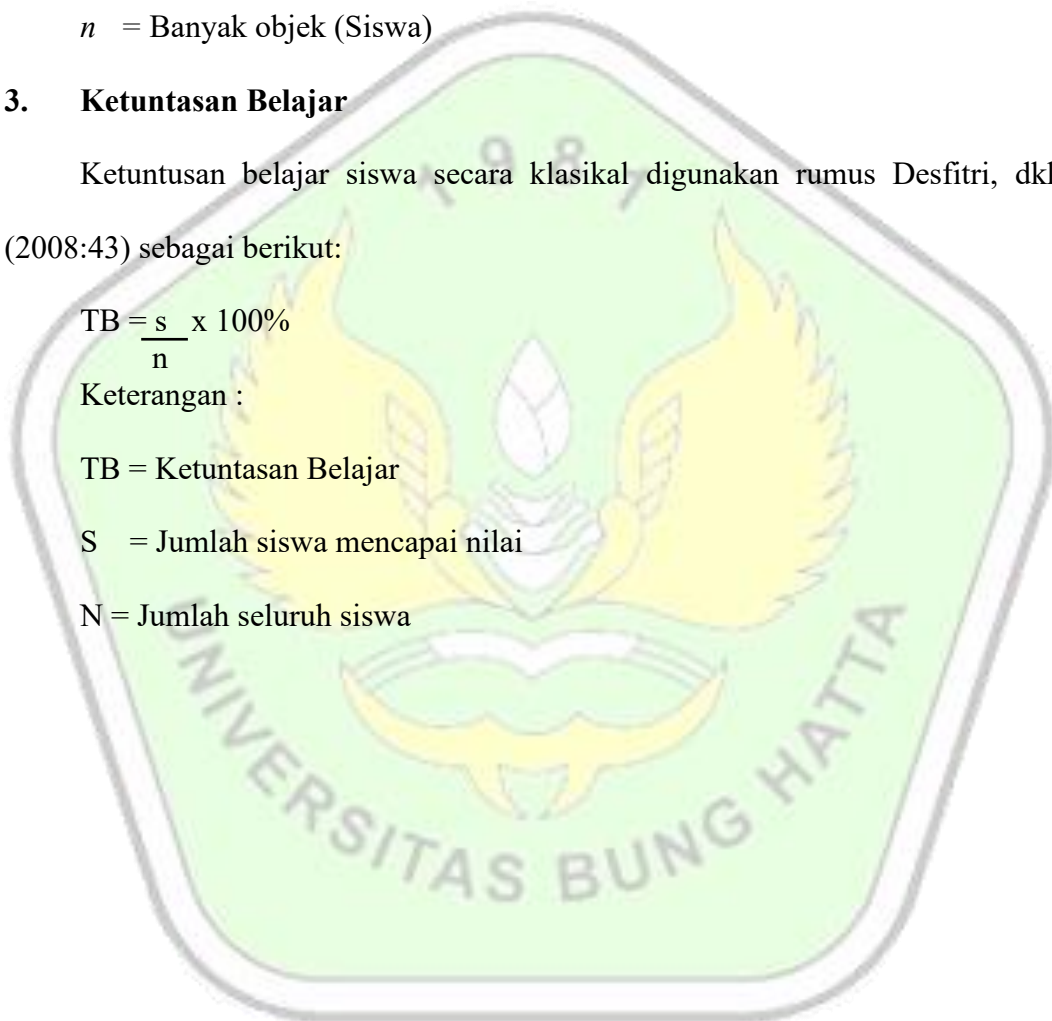 n = Banyak objek (Siswa)
3. Ketuntasan Belajar
Ketuntusan belajar siswa secara klasikal digunakan rumus Desfitri, dkk
(2008:43) sebagai berikut:
TB = s x 100%
n
Keterangan :
TB = Ketuntasan Belajar
S = Jumlah siswa mencapai nilai
N = Jumlah seluruh siswa
1981
UNIVERSITAS BUNG HATTA